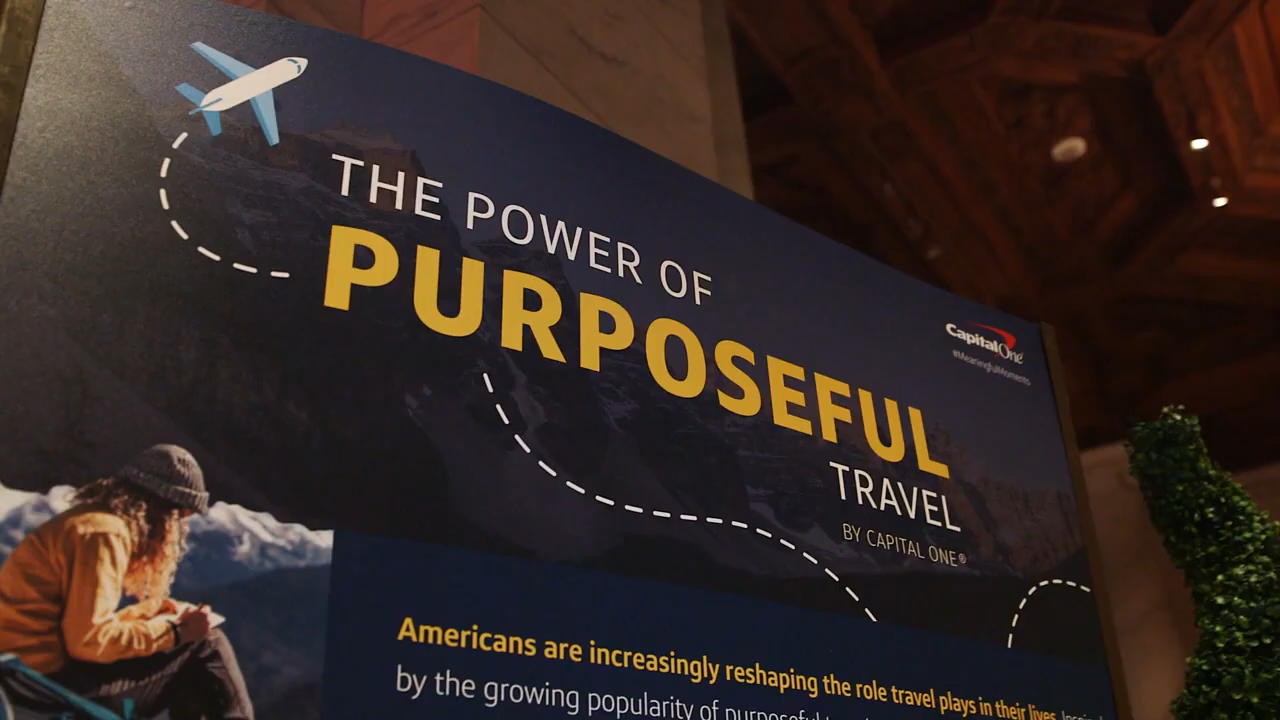 THE POWER OF
PURPOSEFUL
TRAVEL
BY CAPITAL ONE®
Capital One
#MeaningfulMoments
Americans are increasingly reshaping the role travel plays in their lives.
by the growing popularity of purposeful